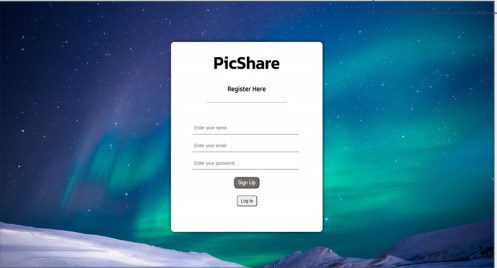 PicShare
Register Here
Enter your name
Enter your email
Enter your password
Sign Up
Log In